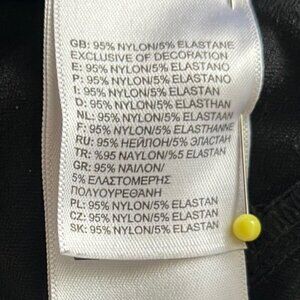 GB: 95% NYLON/5% ELASTANE
EXCLUSIVE OF DECORATION
E: 95% NYLON/5% ELASTANO
P: 95% NYLON/5% ELASTANO
I: 95% NYLON/5% ELASTAN
D: 95% NYLON/5% ELASTHAN
NL: 95% NYLON/5% ELASTAAN
F: 95% NYLON/5% ELASTHANNE
RU: 95% НЕЙЛОН/5% ЭПАСТАН
TR: %95 NAYLON/%5 ELASTAN
GR: 95% ΝΑΙΛΟΝ/
5% ΕΛΑΣΤΟΜΕΡΗΣ
ΠΟΛΥΟΥΡΕΘΑΝΗ
PL: 95% NYLON/5% ELASTAN
CZ: 95% NYLON/5% ELASTAN
SK: 95% NYLON/5% ELASTAN